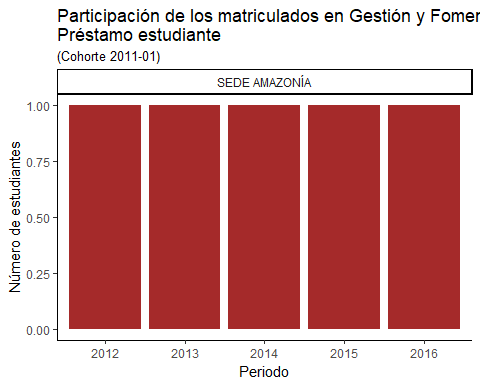 Participación de los matriculados en Gestión y Fomen
Préstamo estudiante
(Cohorte 2011-01)
SEDE AMAZONÍA
Número de estudiantes
1.00
0.75
0.50
0.25
0.00
2012 2013 2014 2015 2016
Periodo